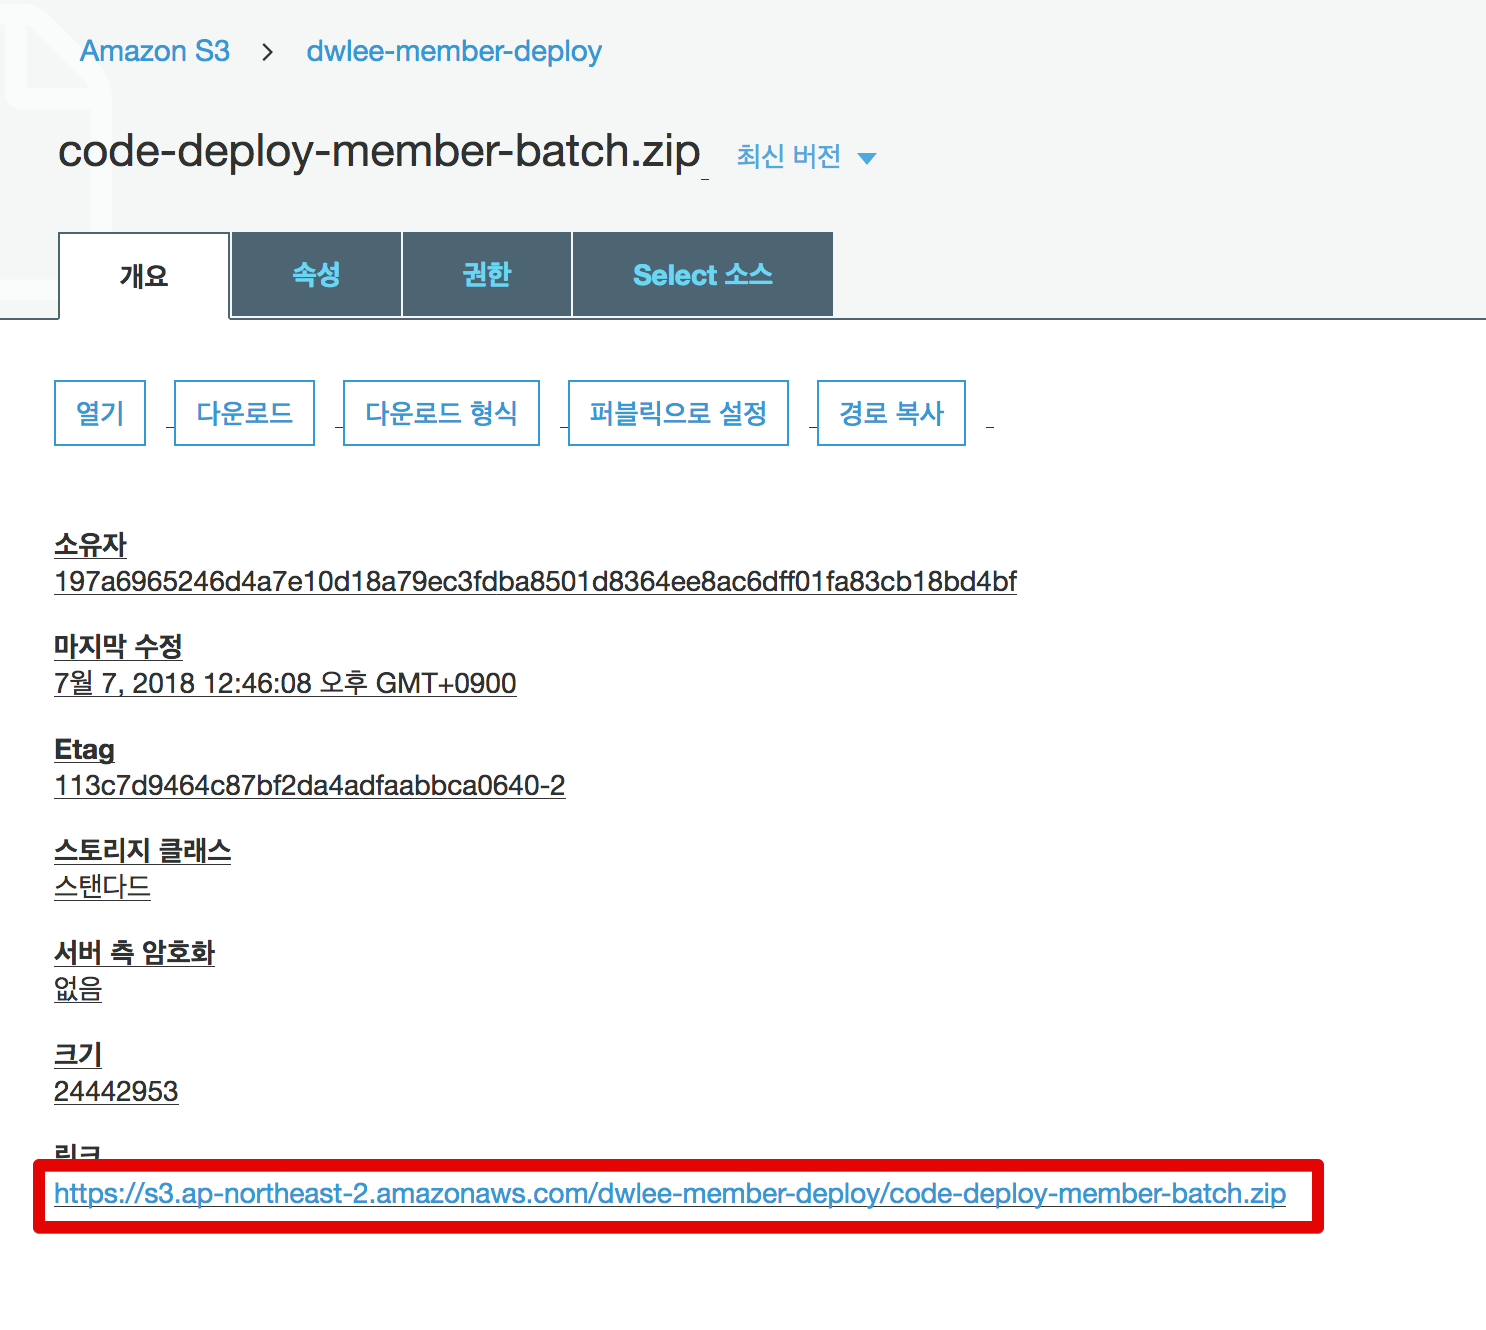 Amazon S3 > dwlee-member-deploy
code-deploy-member-batch.zip 최신 버전
개요 속성 권한 Select 소스
열기 다운로드 다운로드 형식 퍼블릭으로 설정 경로 복사
소유자
197a6965246d4a7e10d18a79ec3fdba8501d8364ee8ac6dff01fa83cb18bd4bf
마지막 수정
7월 7, 2018 12:46:08 오후 GMT+0900
Etag
113c7d9464c87bf2da4adfaabbca0640-2
스토리지 클래스
스탠다드
서버 측 암호화
없음
크기
24442953
링크
https://s3.ap-northeast-2.amazonaws.com/dwlee-member-deploy/code-deploy-member-batch.zip